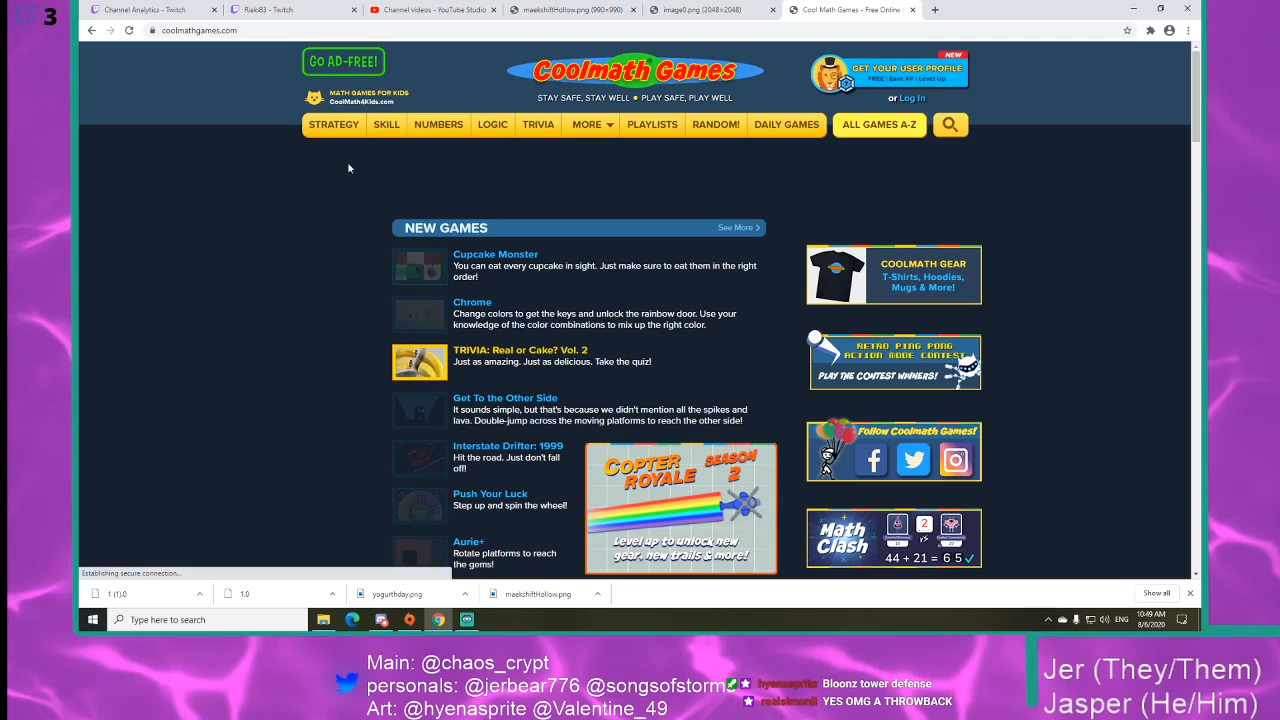 3
Channel Analytics - Twitch
Riaki83 - Twitch
Channel videos - YouTube Studio
maekshiftHollow.png (990×990)
image0.png (2048×2048)
Cool Math Games - Free Online
coolmathgames.com
GO AD-FREE!
MATH GAMES FOR KIDS
CoolMath4Kids.com
Coolmath Games
STAY SAFE, STAY WELL • PLAY SAFE, PLAY WELL
NEW
GET YOUR USER PROFILE
FREE | Earn XP | Level Up
or Log In
STRATEGY SKILL NUMBERS LOGIC TRIVIA MORE PLAYLISTS RANDOM! DAILY GAMES ALL GAMES A-Z
NEW GAMES See More >
Cupcake Monster
You can eat every cupcake in sight. Just make sure to eat them in the right
order!
Chrome
Change colors to get the keys and unlock the rainbow door. Use your
knowledge of the color combinations to mix up the right color.
TRIVIA: Real or Cake? Vol. 2
Just as amazing. Just as delicious. Take the quiz!
Get To the Other Side
It sounds simple, but that's because we didn't mention all the spikes and
lava. Double-jump across the moving platforms to reach the other side!
Interstate Drifter: 1999
Hit the road. Just don't fall
off!
Push Your Luck
Step up and spin the wheel!
Aurie+
Rotate platforms to reach
the gems!
COPTER
ROYALE
SEASON
2
Level up to unlock new
gear, new trails & more!
COOLMATH GEAR
T-Shirts, Hoodies,
Mugs & More!
RETRO PING PONG
ACTION MODE CONTEST
PLAY THE CONTEST WINNERS!
Follow Coolmath Games!
Math
Clash
2
VS
44 + 21 = 6 5
Establishing secure connection...
1 (1).0
1.0
yogurthday.png
maekshiftHollow.png
Show all
Type here to search
ENG
10:49 AM
8/6/2020
Main: @chaos_crypt
personals: @jerbear776 @songsofstorms
Art: @hyenasprite @Valentine_49
hyenasprite Bloonz tower defense
YES OMG A THROWBACK
Jer (They/Them)
Jasper (He/Him)